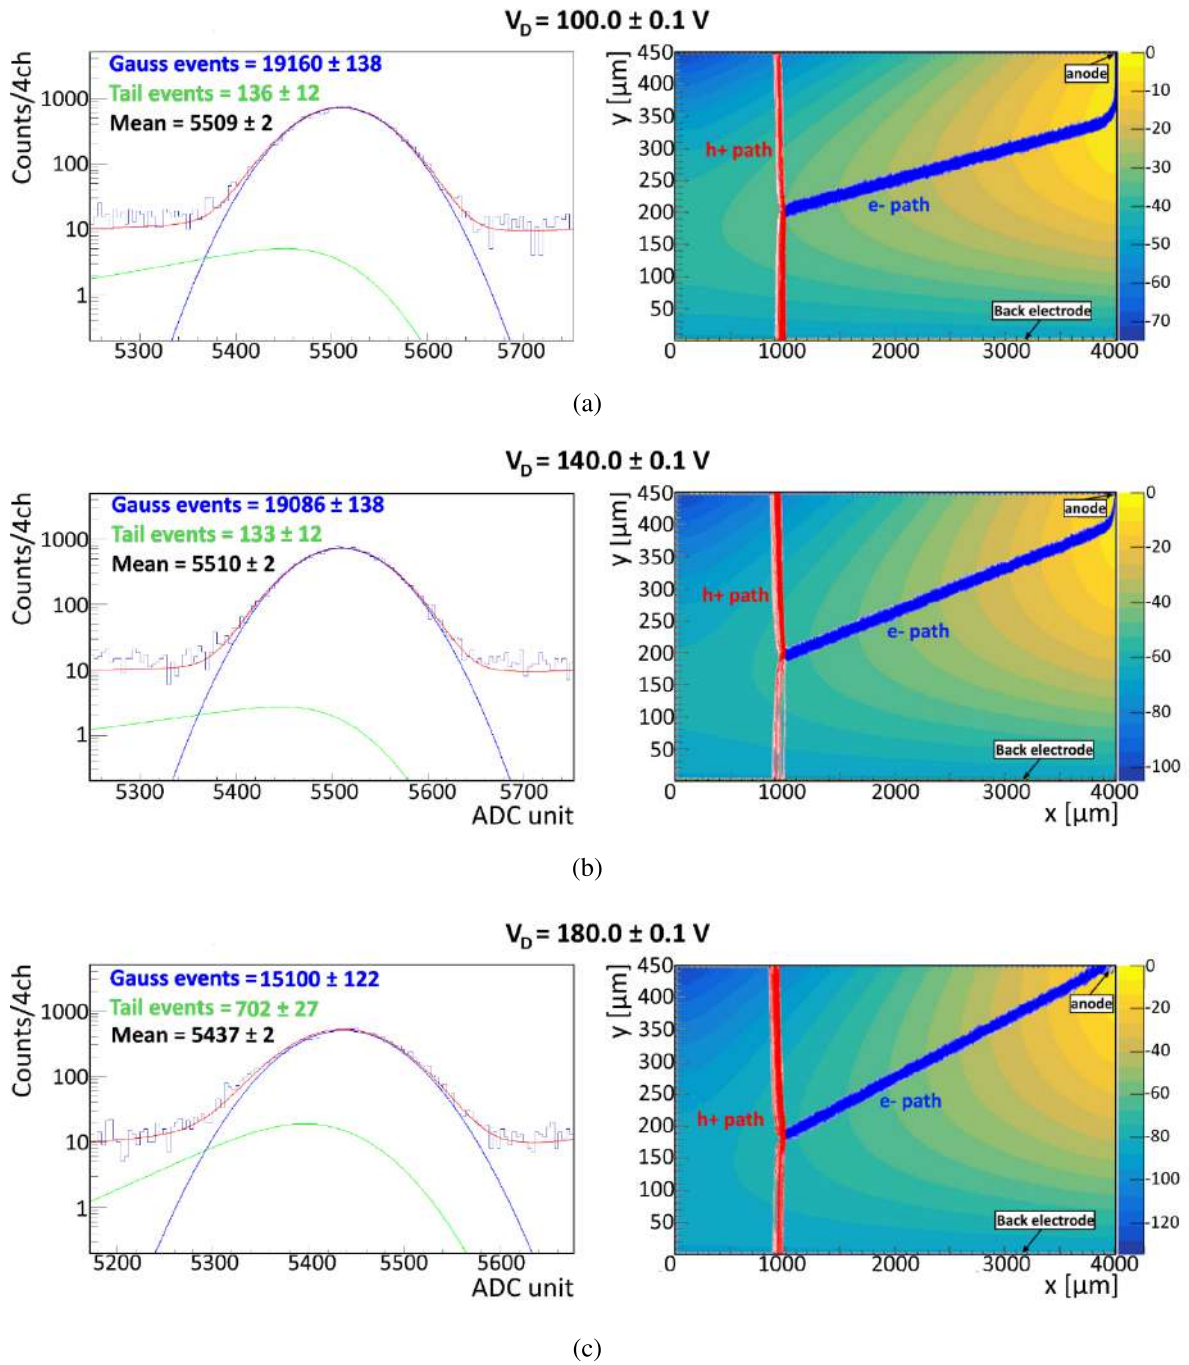 V_D = 100.0 ± 0.1 V
Gauss events = 19160 ± 138
Tail events = 136 ± 12
Mean = 5509 ± 2
Counts/4ch
1000
100
10
1
5300 5400 5500 5600 5700
y [µm]
450
400
350
300
250
200
150
100
50
0 1000 2000 3000 4000
anode
h+ path
e- path
Back electrode
0
-10
-20
-30
-40
-50
-60
-70
(a)
V_D = 140.0 ± 0.1 V
Gauss events = 19086 ± 138
Tail events = 133 ± 12
Mean = 5510 ± 2
Counts/4ch
1000
100
10
1
5300 5400 5500 5600 5700
ADC unit
y [µm]
450
400
350
300
250
200
150
100
50
0 1000 2000 3000 4000
x [µm]
anode
h+ path
e- path
Back electrode
0
-20
-40
-60
-80
-100
(b)
V_D = 180.0 ± 0.1 V
Gauss events = 15100 ± 122
Tail events = 702 ± 27
Mean = 5437 ± 2
Counts/4ch
1000
100
10
1
5200 5300 5400 5500 5600
ADC unit
y [µm]
450
400
350
300
250
200
150
100
50
0 1000 2000 3000 4000
x [µm]
anode
h+ path
e- path
Back electrode
0
-20
-40
-60
-80
-100
-120
(c)